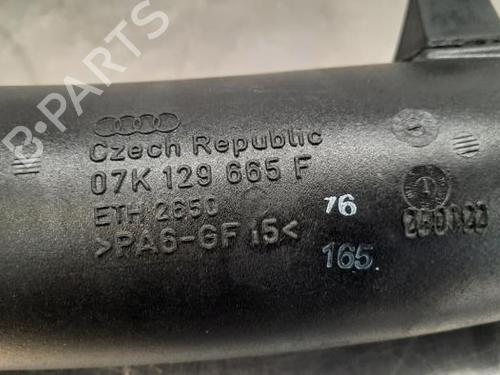 B-PARTS
Czech Republic
07K 129 665 F
ETH 2650
>PA6-GF15<
76
165